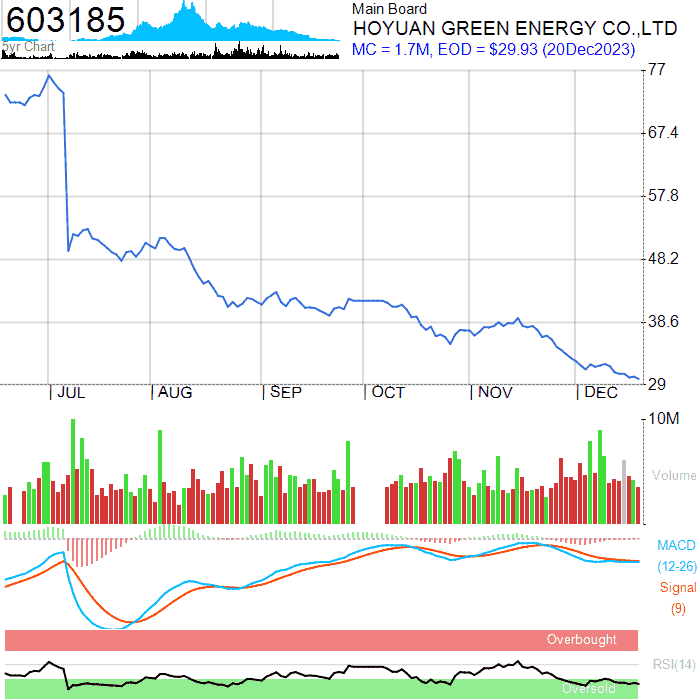 603185
5yr Chart
Main Board
HOYUAN GREEN ENERGY CO.,LTD
MC = 1.7M, EOD = $29.93 (20Dec2023)
77
67.4
57.8
48.2
38.6
29
JUL AUG SEP OCT NOV DEC
10M
Volume
MACD
(12-26)
Signal
(9)
Overbought
RSI(14)
Oversold